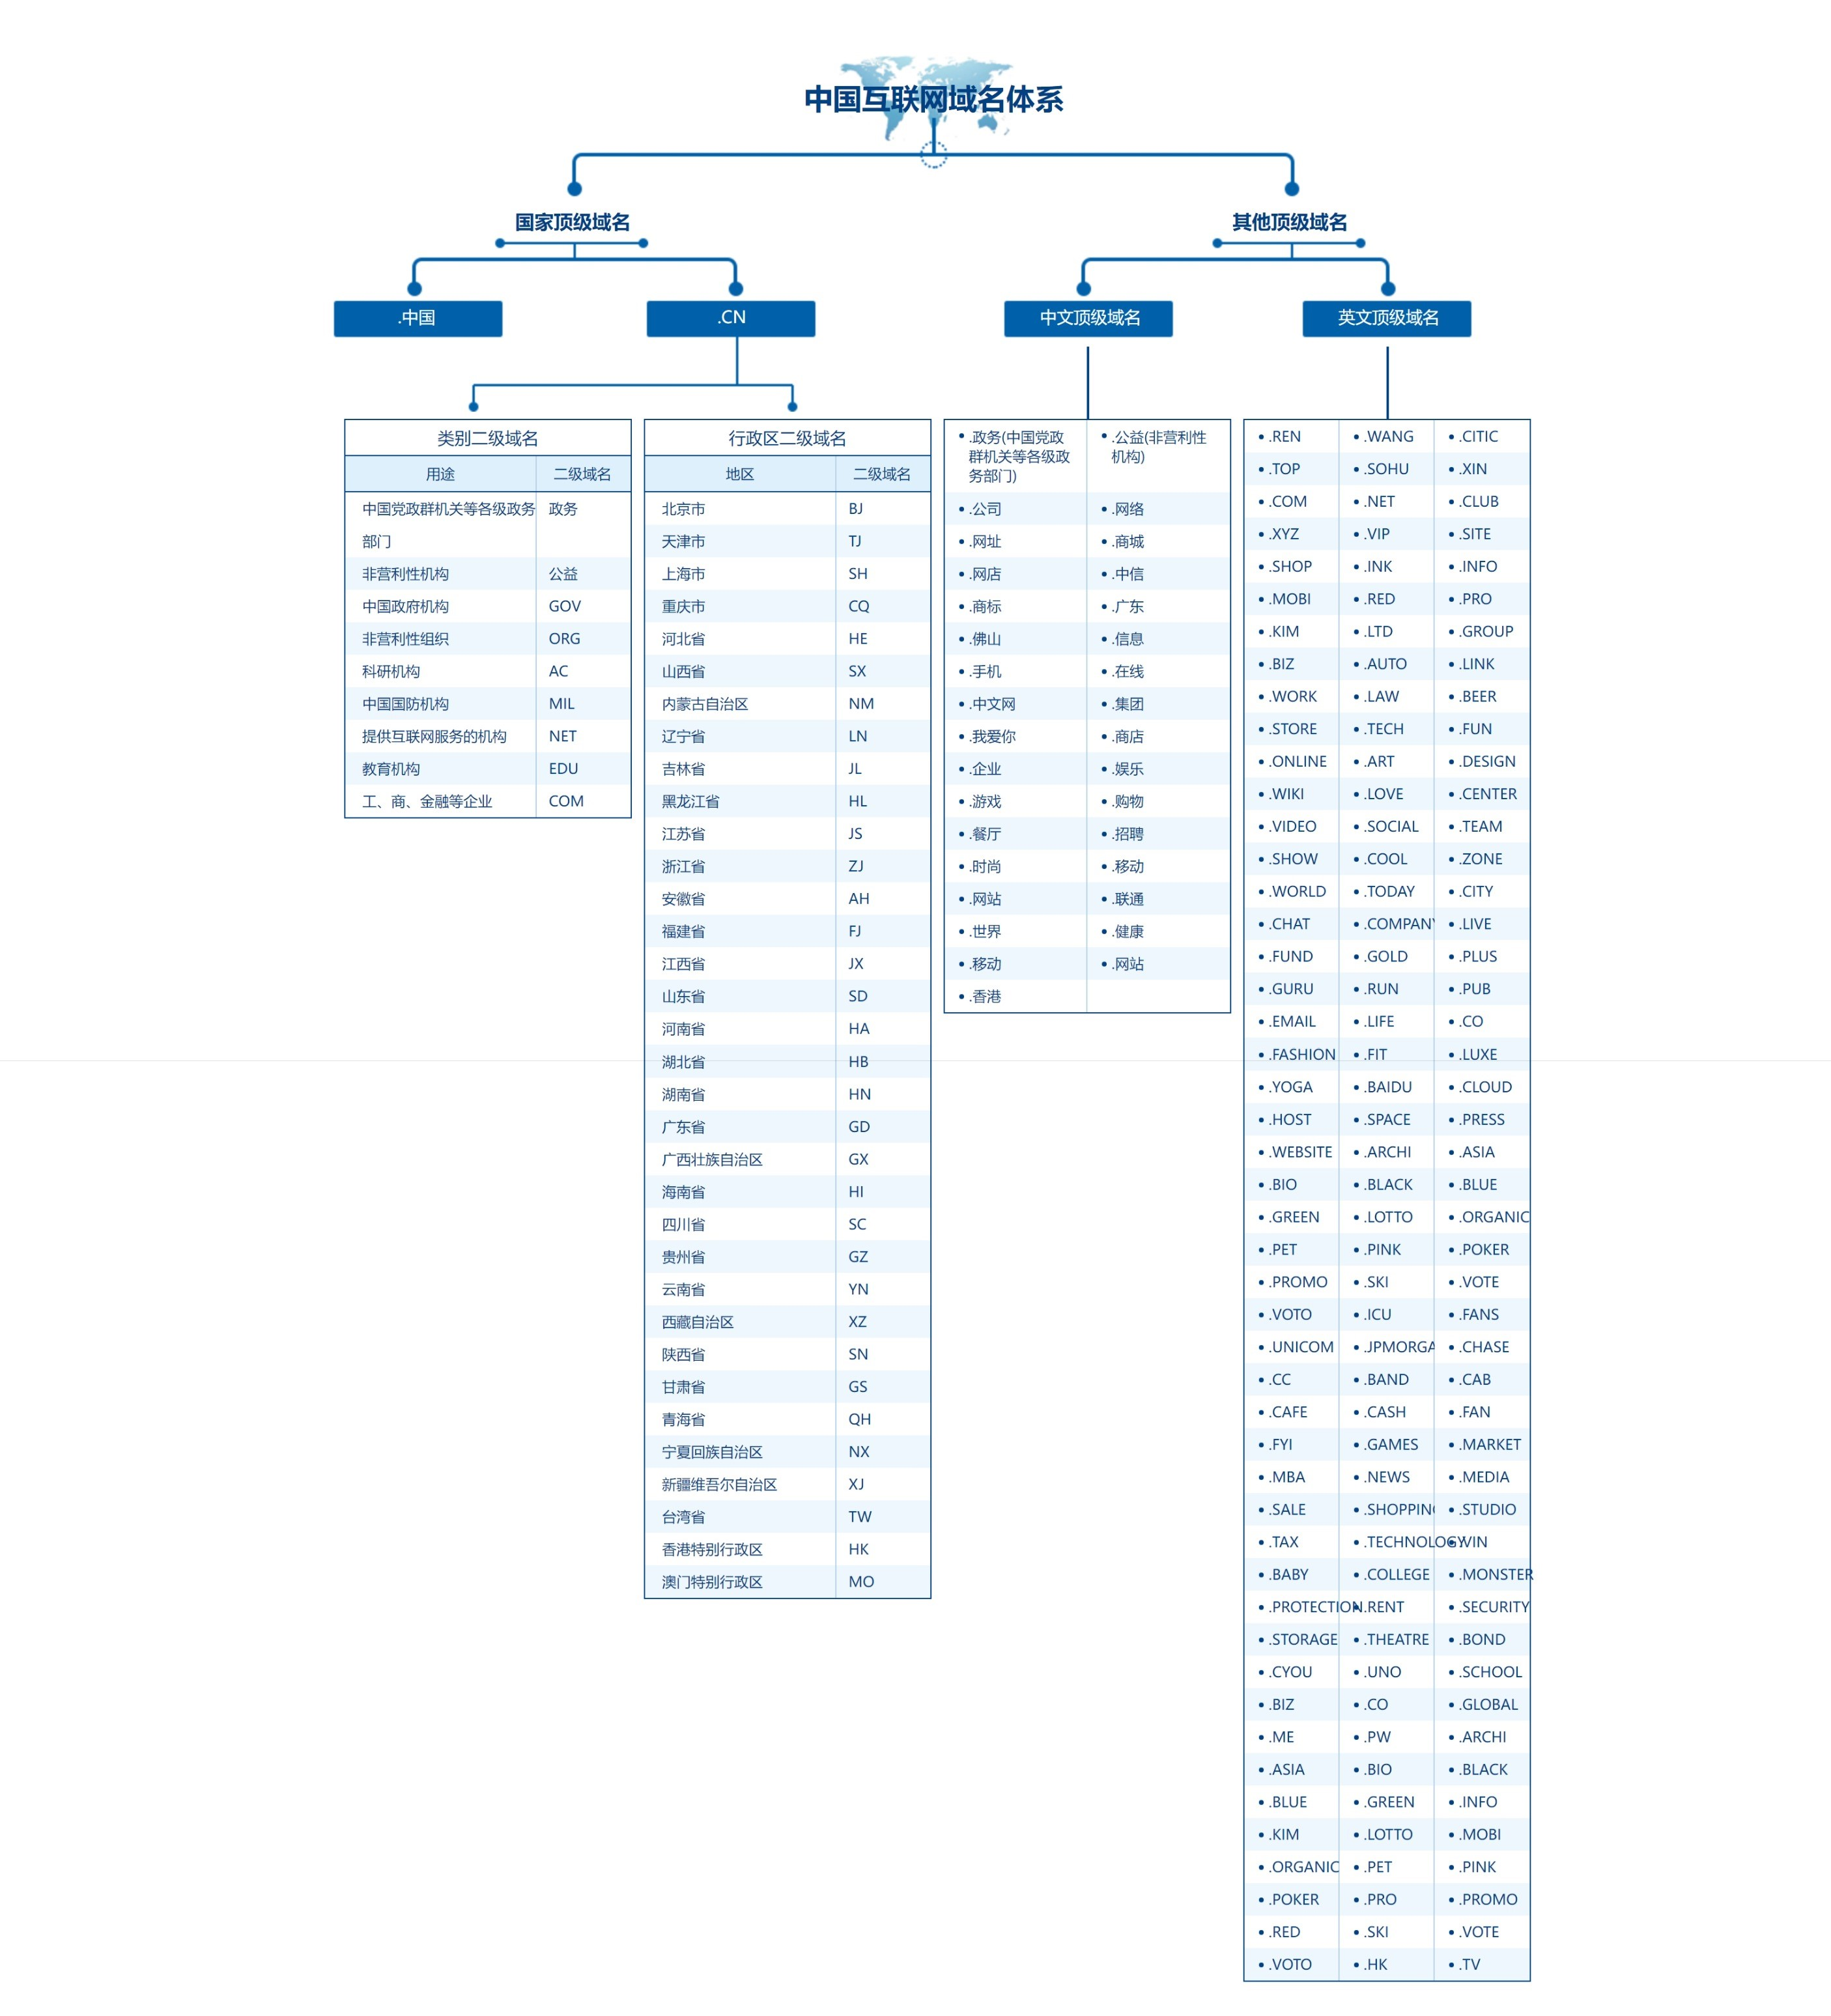 中国互联网域名体系
国家顶级域名
其他顶级域名
.中国
.CN
中文顶级域名
英文顶级域名
类别二级域名
用途 二级域名
中国党政群机关等各级政务 政务
部门
非营利性机构 公益
中国政府机构 GOV
非营利性组织 ORG
科研机构 AC
中国国防机构 MIL
提供互联网服务的机构 NET
教育机构 EDU
工、商、金融等企业 COM
行政区二级域名
地区 二级域名
北京市 BJ
天津市 TJ
上海市 SH
重庆市 CQ
河北省 HE
山西省 SX
内蒙古自治区 NM
辽宁省 LN
吉林省 JL
黑龙江省 HL
江苏省 JS
浙江省 ZJ
安徽省 AH
福建省 FJ
江西省 JX
山东省 SD
河南省 HA
湖北省 HB
湖南省 HN
广东省 GD
广西壮族自治区 GX
海南省 HI
四川省 SC
贵州省 GZ
云南省 YN
西藏自治区 XZ
陕西省 SN
甘肃省 GS
青海省 QH
宁夏回族自治区 NX
新疆维吾尔自治区 XJ
台湾省 TW
香港特别行政区 HK
澳门特别行政区 MO
• .政务(中国党政
群机关等各级政
务部门)
• .公益(非营利性
机构)
• .公司 • .网络
• .网址 • .商城
• .网店 • .中信
• .商标 • .广东
• .佛山 • .信息
• .手机 • .在线
• .中文网 • .集团
• .我爱你 • .商店
• .企业 • .娱乐
• .游戏 • .购物
• .餐厅 • .招聘
• .时尚 • .移动
• .网站 • .联通
• .世界 • .健康
• .移动 • .网站
• .香港
• .REN • .WANG • .CITIC
• .TOP • .SOHU • .XIN
• .COM • .NET • .CLUB
• .XYZ • .VIP • .SITE
• .SHOP • .INK • .INFO
• .MOBI • .RED • .PRO
• .KIM • .LTD • .GROUP
• .BIZ • .AUTO • .LINK
• .WORK • .LAW • .BEER
• .STORE • .TECH • .FUN
• .ONLINE • .ART • .DESIGN
• .WIKI • .LOVE • .CENTER
• .VIDEO • .SOCIAL • .TEAM
• .SHOW • .COOL • .ZONE
• .WORLD • .TODAY • .CITY
• .CHAT • .COMPANY • .LIVE
• .FUND • .GOLD • .PLUS
• .GURU • .RUN • .PUB
• .EMAIL • .LIFE • .CO
• .FASHION • .FIT • .LUXE
• .YOGA • .BAIDU • .CLOUD
• .HOST • .SPACE • .PRESS
• .WEBSITE • .ARCHI • .ASIA
• .BIO • .BLACK • .BLUE
• .GREEN • .LOTTO • .ORGANIC
• .PET • .PINK • .POKER
• .PROMO • .SKI • .VOTE
• .VOTO • .ICU • .FANS
• .UNICOM • .JPMORGA • .CHASE
• .CC • .BAND • .CAB
• .CAFE • .CASH • .FAN
• .FYI • .GAMES • .MARKET
• .MBA • .NEWS • .MEDIA
• .SALE • .SHOPPING • .STUDIO
• .TAX • .TECHNOLOGY • .WIN
• .BABY • .COLLEGE • .MONSTER
• .PROTECTION • .RENT • .SECURITY
• .STORAGE • .THEATRE • .BOND
• .CYOU • .UNO • .SCHOOL
• .BIZ • .CO • .GLOBAL
• .ME • .PW • .ARCHI
• .ASIA • .BIO • .BLACK
• .BLUE • .GREEN • .INFO
• .KIM • .LOTTO • .MOBI
• .ORGANIC • .PET • .PINK
• .POKER • .PRO • .PROMO
• .RED • .SKI • .VOTE
• .VOTO • .HK • .TV